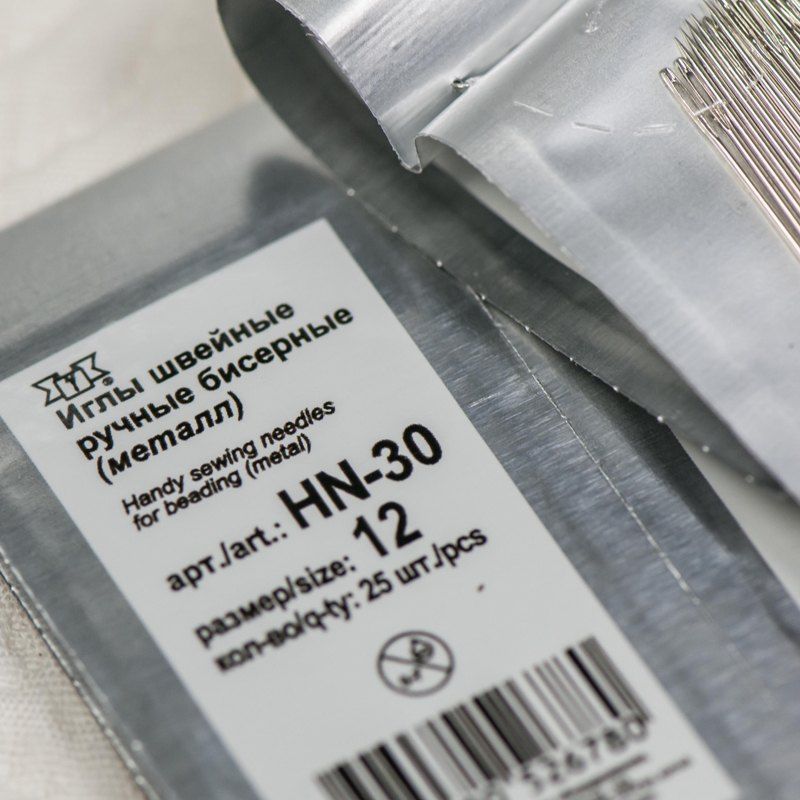 Иглы швейные
ручные бисерные
(металл)
Handy sewing needles
for beading (metal)
арт./art.: HN-30
размер/size: 12
кол-во/q-ty: 25 шт./pcs
526780